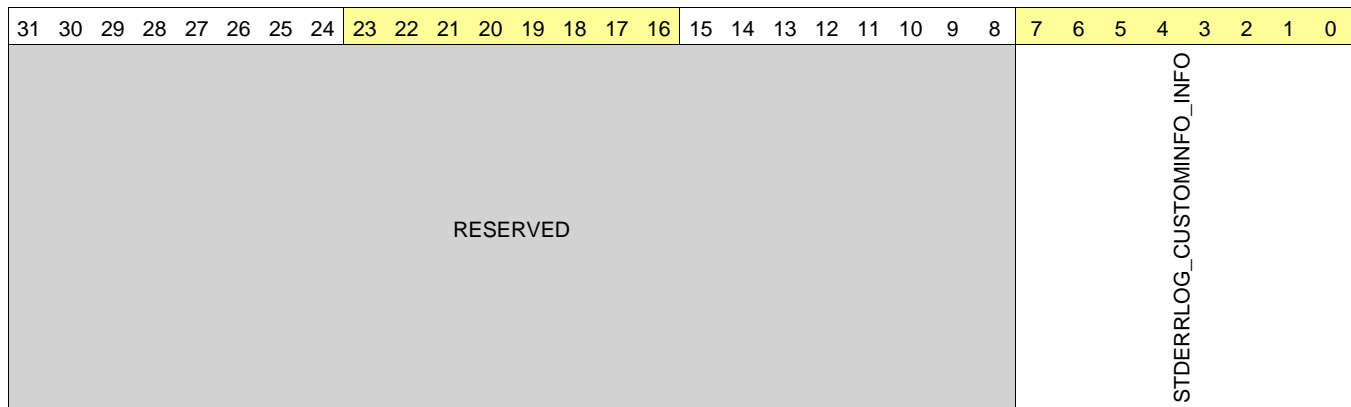 31 30 29 28 27 26 25 24 23 22 21 20 19 18 17 16 15 14 13 12 11 10 9 8 7 6 5 4 3 2 1 0
RESERVED
STDERRLOG_CUSTOMINFO_INFO